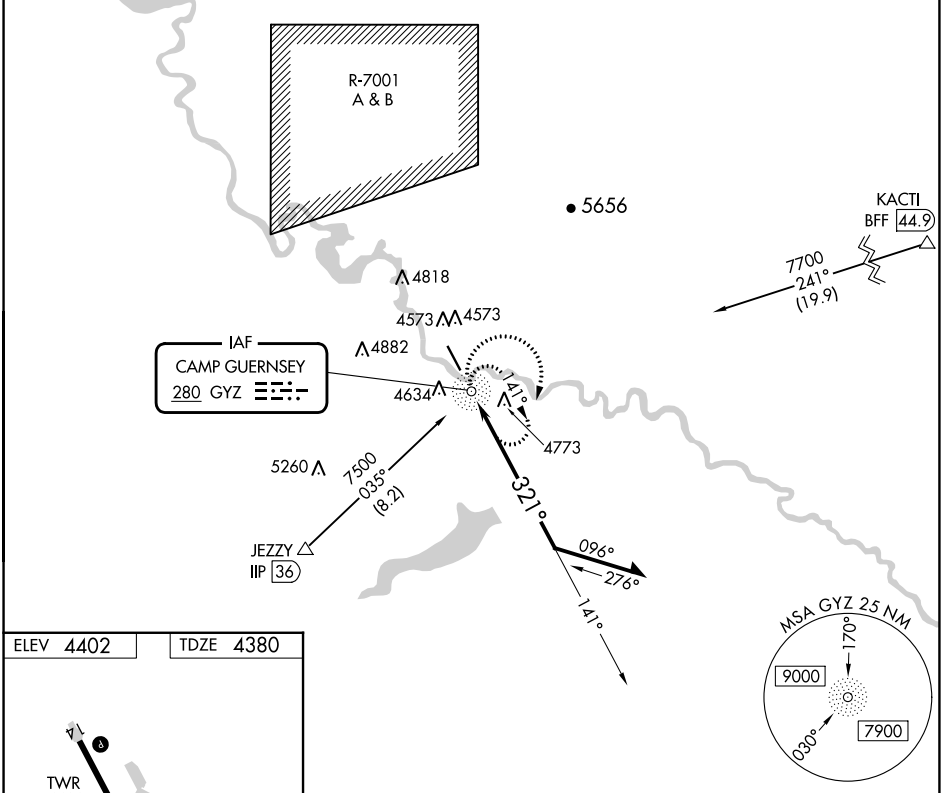 R-7001
A & B
5656
KACTI
BFF 44.9
7700
241°
(19.9)
4818
4573
4573
4882
IAF
CAMP GUERNSEY
280 GYZ
4634
141°
4773
5260
7500
035°
(8.2)
321°
JEZZY
IIP 36
096°
276°
141°
MSA GYZ 25 NM
170°
9000
7900
030°
ELEV 4402
TDZE 4380
14
P
TWR